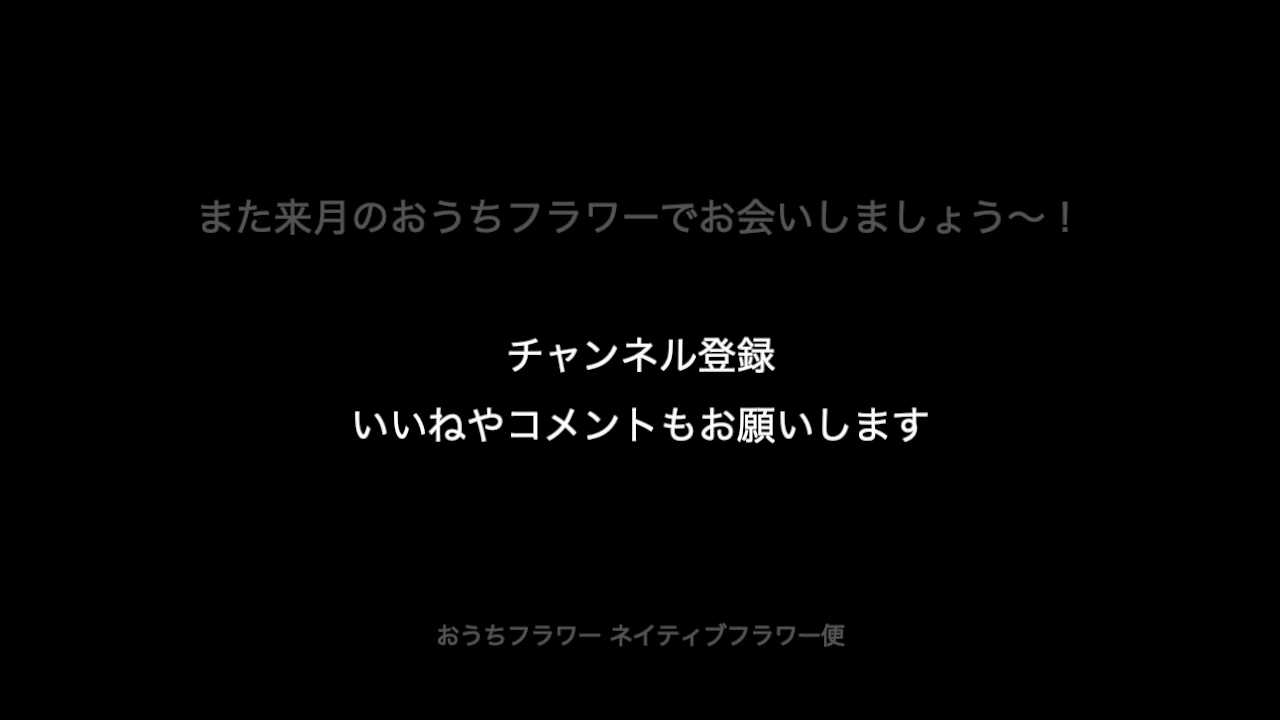 また来月のおうちフラワーでお会いしましょう〜！
チャンネル登録
いいねやコメントもお願いします
おうちフラワー ネイティブフラワー便